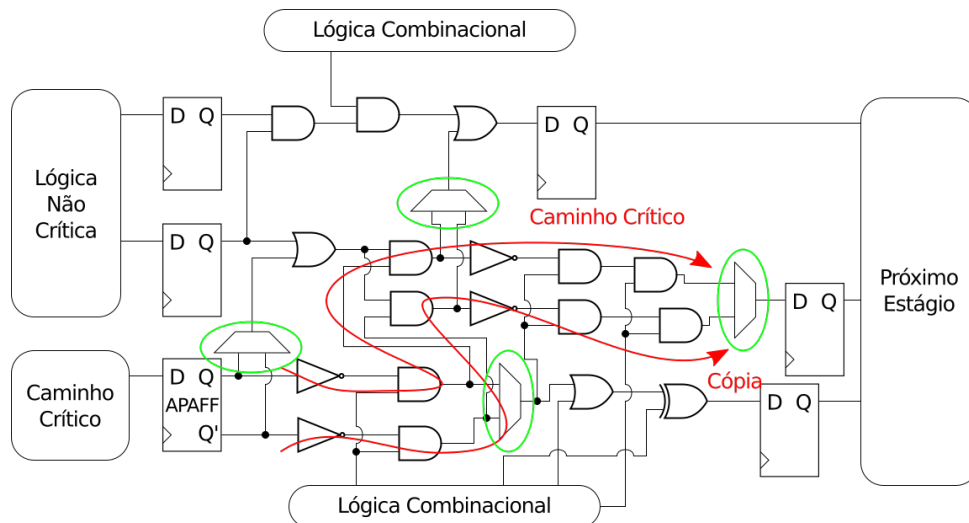 Lógica Combinacional
D Q
Lógica
Não
Crítica
D Q
D Q
Caminho Crítico
D Q
Próximo
Estágio
Caminho
Crítico
D Q
APAFF
Q'
Cópia
D Q
Lógica Combinacional